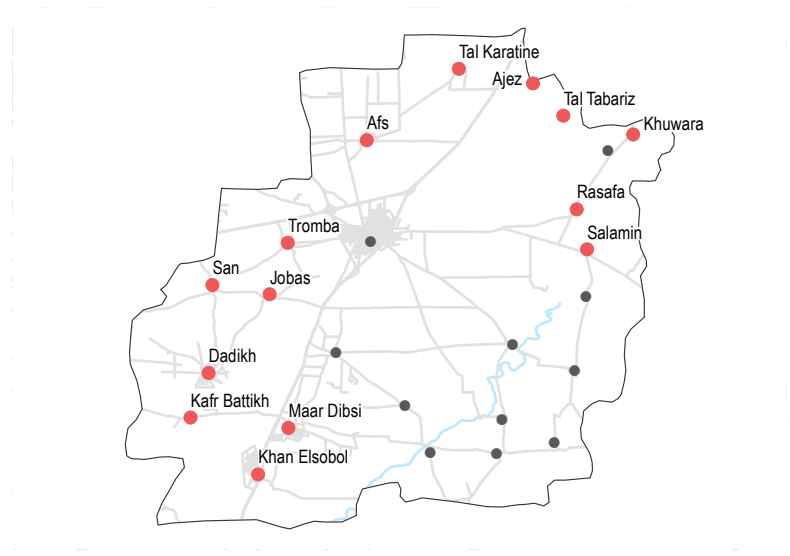 Tal Karatine
Ajez
Tal Tabariz
Afs
Khuwara
Rasafa
Tromba
Salamin
San
Jobas
Dadikh
Kafr Battikh
Maar Dibsi
Khan Elsobol